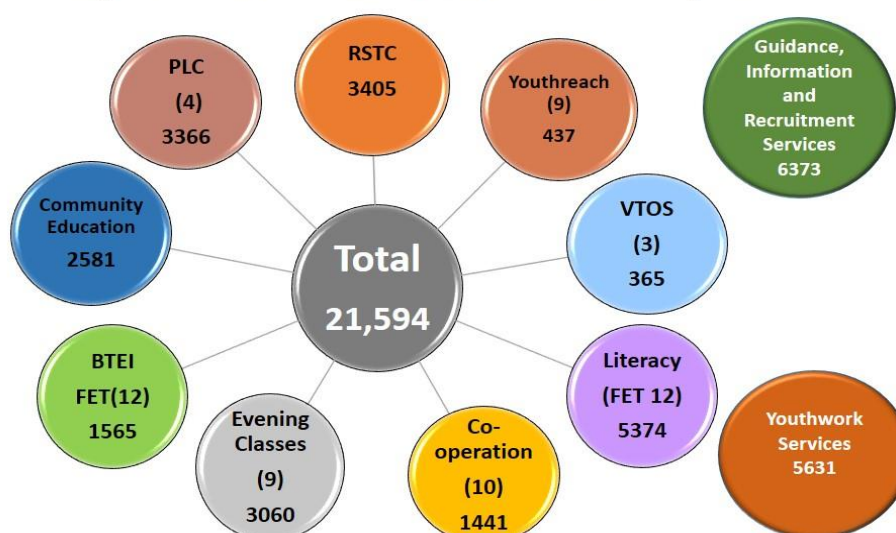 PLC
(4)
3366
RSTC
3405
Youthreach
(9)
437
Guidance,
Information
and
Recruitment
Services
6373
Community
Education
2581
VTOS
(3)
365
Total
21,594
BTEI
FET(12)
1565
Literacy
(FET 12)
5374
Evening
Classes
(9)
3060
Co-
operation
(10)
1441
Youthwork
Services
5631